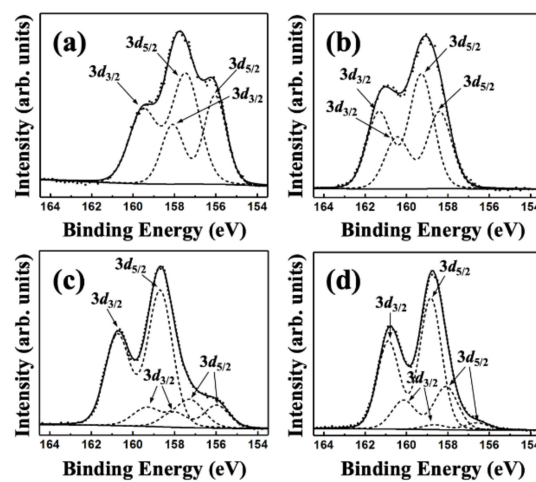 (a)
3d5/2
3d5/2
3d3/2
3d3/2
Intensity (arb. units)
164 162 160 158 156 154
Binding Energy (eV)
(b)
3d5/2
3d3/2
3d3/2
3d5/2
Intensity (arb. units)
164 162 160 158 156 154
Binding Energy (eV)
(c)
3d5/2
3d3/2
3d3/2
3d5/2
Intensity (arb. units)
164 162 160 158 156 154
Binding Energy (eV)
(d)
3d5/2
3d3/2
3d5/2
3d3/2
Intensity (arb. units)
164 162 160 158 156 154
Binding Energy (eV)